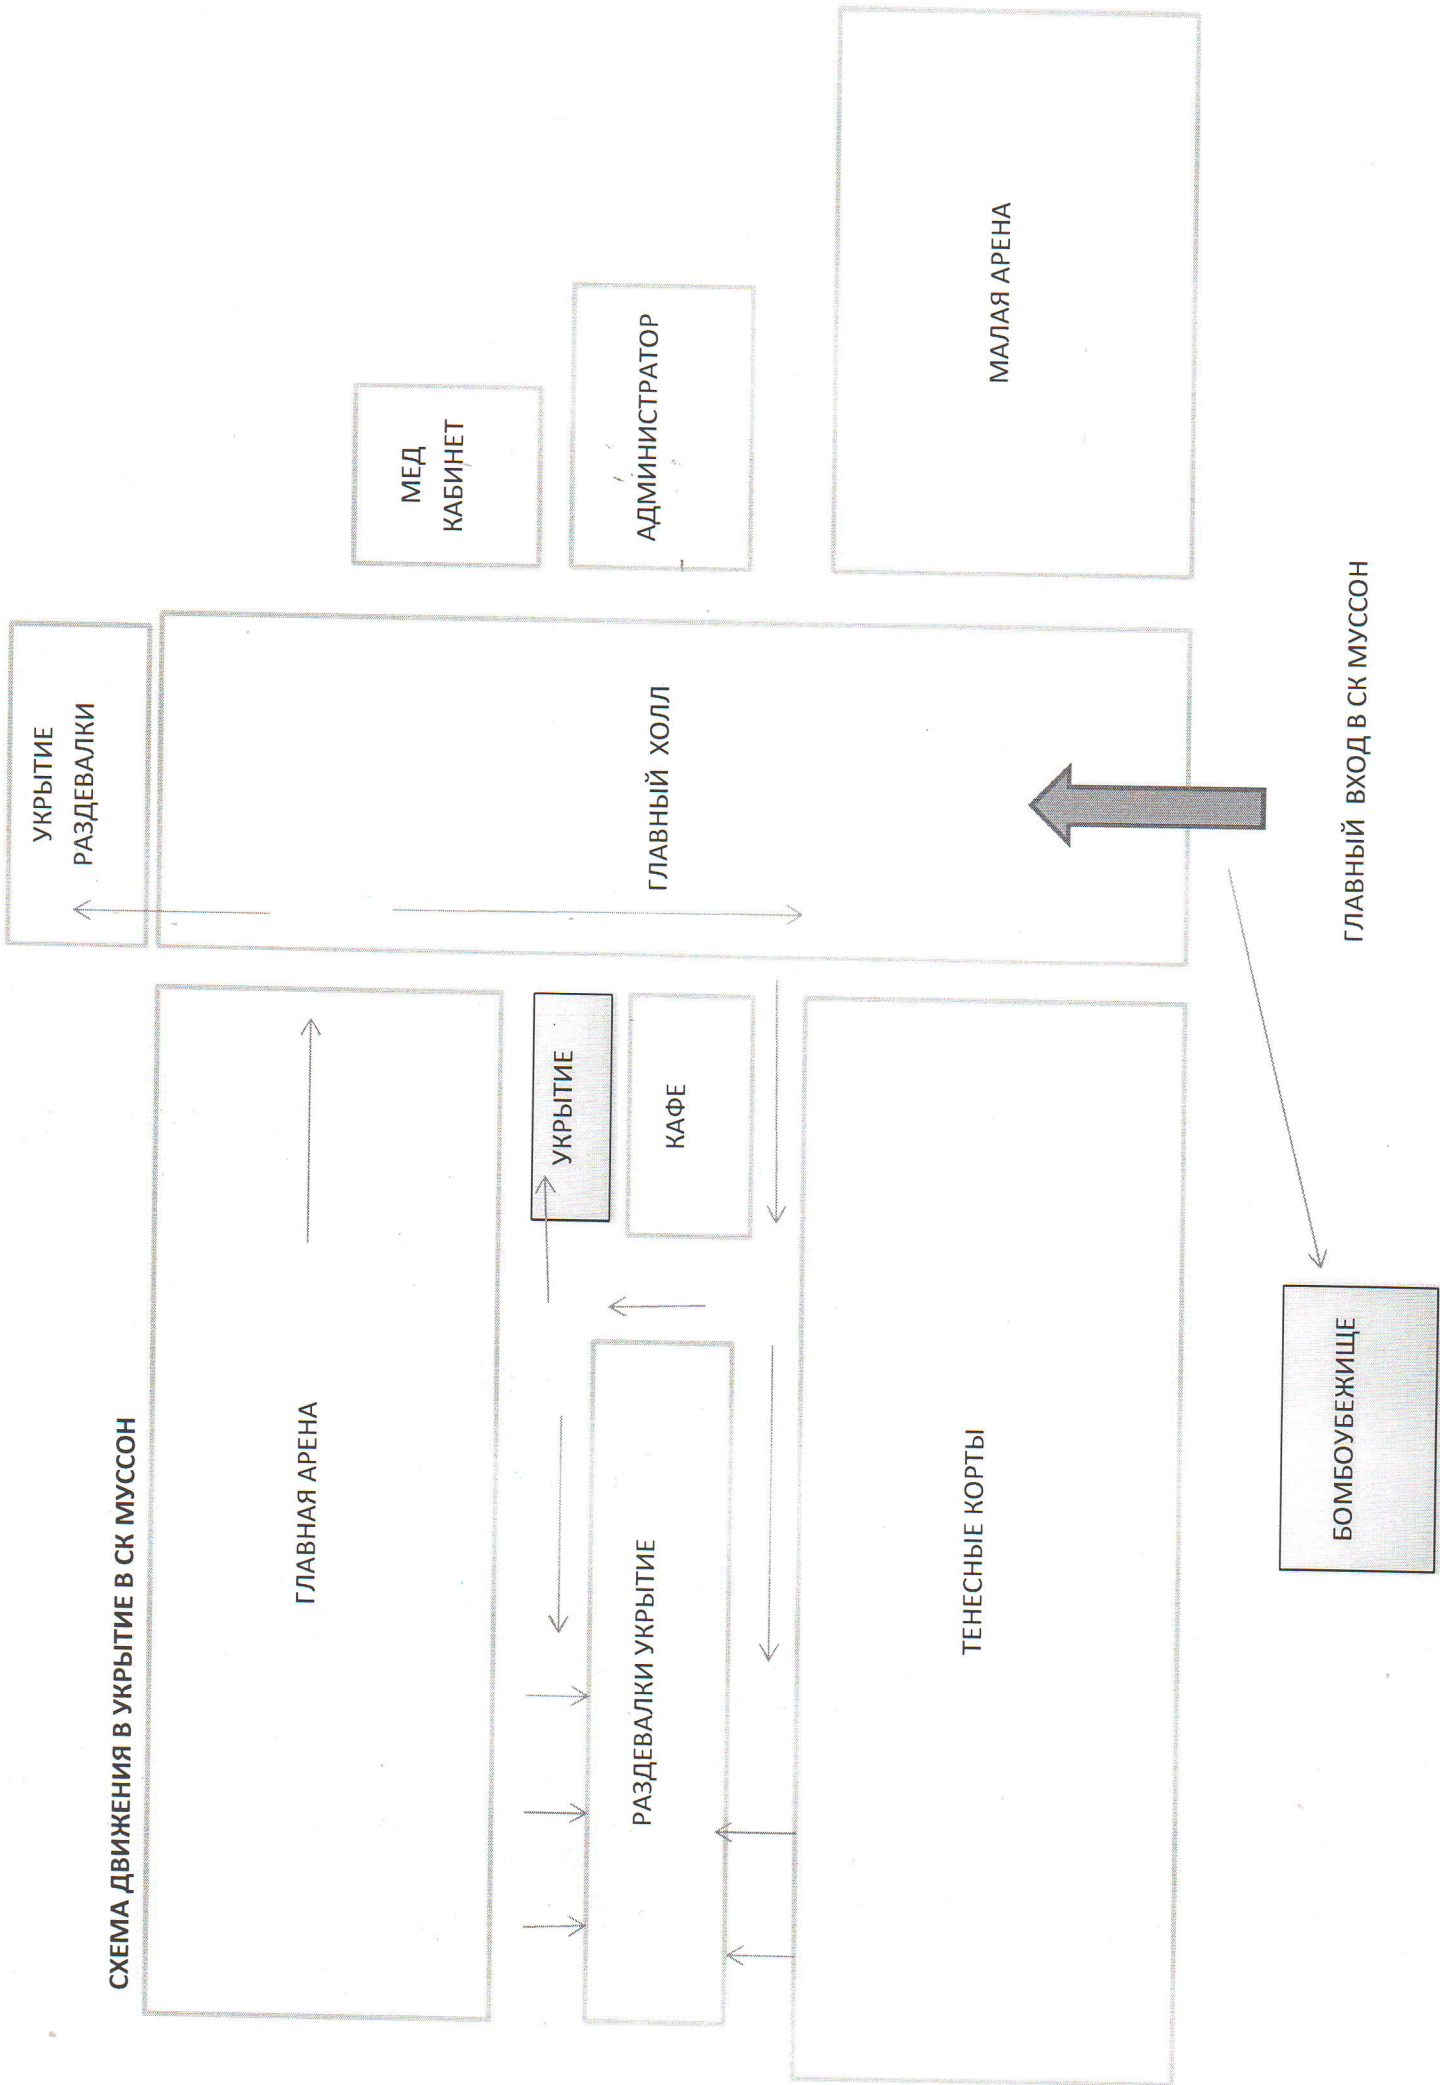 СХЕМА ДВИЖЕНИЯ В УКРЫТИЕ В СК МУССОН
УКРЫТИЕ
РАЗДЕВАЛКИ
ГЛАВНАЯ АРЕНА
МЕД
КАБИНЕТ
УКРЫТИЕ
КАФЕ
РАЗДЕВАЛКИ УКРЫТИЕ
ГЛАВНЫЙ ХОЛЛ
АДМИНИСТРАТОР
ТЕНЕСНЫЕ КОРТЫ
МАЛАЯ АРЕНА
БОМБОУБЕЖИЩЕ
ГЛАВНЫЙ ВХОД В СК МУССОН